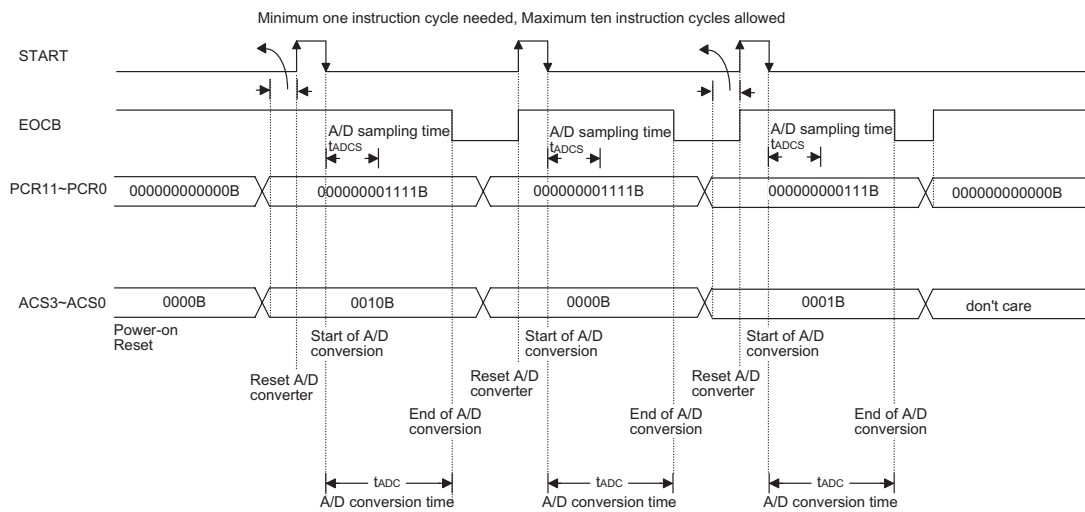 Minimum one instruction cycle needed, Maximum ten instruction cycles allowed
START
EOCB
A/D sampling time
tADCS
A/D sampling time
tADCS
A/D sampling time
tADCS
PCR11~PCR0
000000000000B
000000001111B
000000001111B
000000000111B
000000000000B
ACS3~ACS0
0000B
0010B
0000B
0001B
don't care
Power-on
Reset
Start of A/D
conversion
Start of A/D
conversion
Start of A/D
conversion
Reset A/D
converter
Reset A/D
converter
Reset A/D
converter
End of A/D
conversion
End of A/D
conversion
End of A/D
conversion
tADC
A/D conversion time
tADC
A/D conversion time
tADC
A/D conversion time